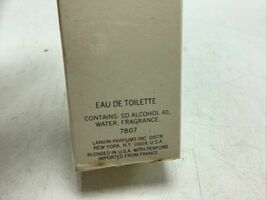 EAU DE TOILETTE
CONTAINS: SD ALCOHOL 40,
WATER, FRAGRANCE.
7807
LANVIN PARFUMS INC. DISTR.
NEW YORK, N.Y. 10019, U.S.A.
BLENDED IN U.S.A. WITH PERFUME
IMPORTED FROM FRANCE.